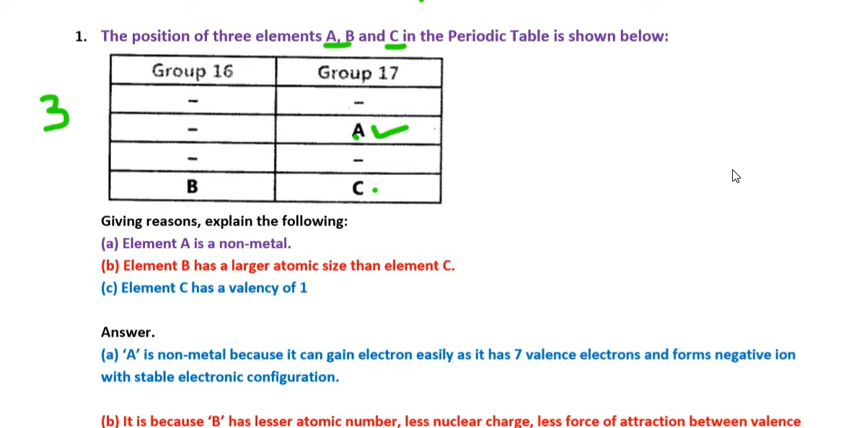 1. The position of three elements A, B and C in the Periodic Table is shown below:
Group 16 Group 17
- -
3 - A
- -
B C
Giving reasons, explain the following:
(a) Element A is a non-metal.
(b) Element B has a larger atomic size than element C.
(c) Element C has a valency of 1
Answer.
(a) ‘A’ is non-metal because it can gain electron easily as it has 7 valence electrons and forms negative ion
with stable electronic configuration.
(b) It is because ‘B’ has lesser atomic number, less nuclear charge, less force of attraction between valence